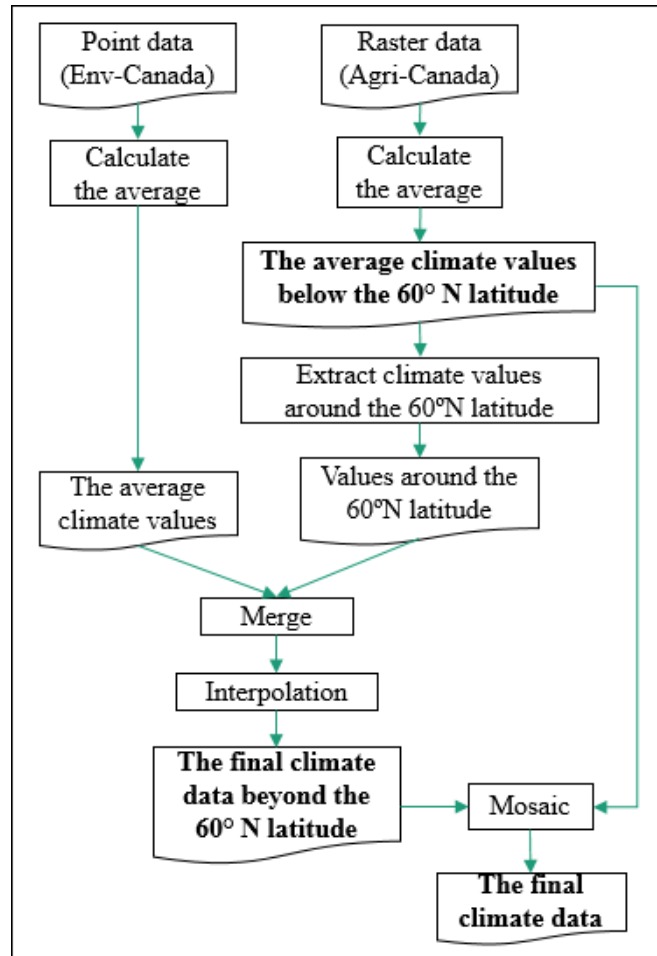 Point data
(Env-Canada)
Raster data
(Agri-Canada)
Calculate
the average
Calculate
the average
The average climate values
below the 60° N latitude
Extract climate values
around the 60ºN latitude
The average
climate values
Values around the
60ºN latitude
Merge
Interpolation
The final climate
data beyond the
60° N latitude
Mosaic
The final
climate data